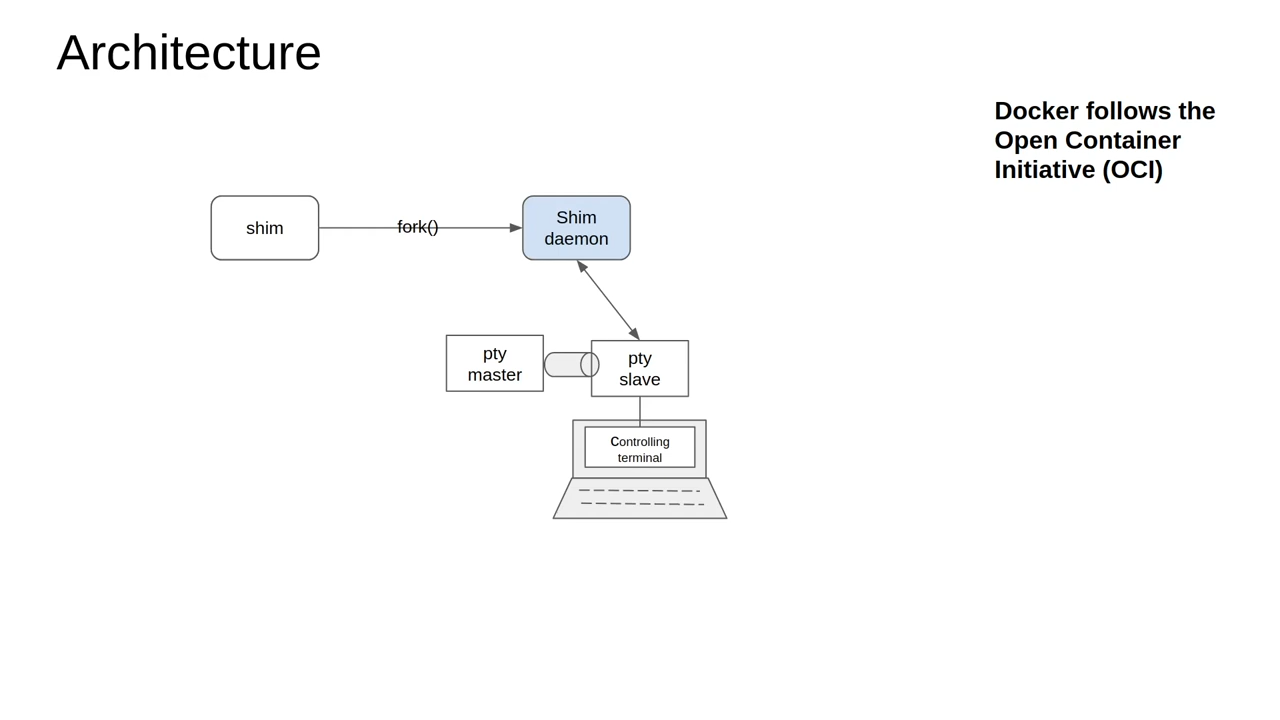 Architecture
Docker follows the
Open Container
Initiative (OCI)
shim
fork()
Shim
daemon
pty
master
pty
slave
Controlling
terminal